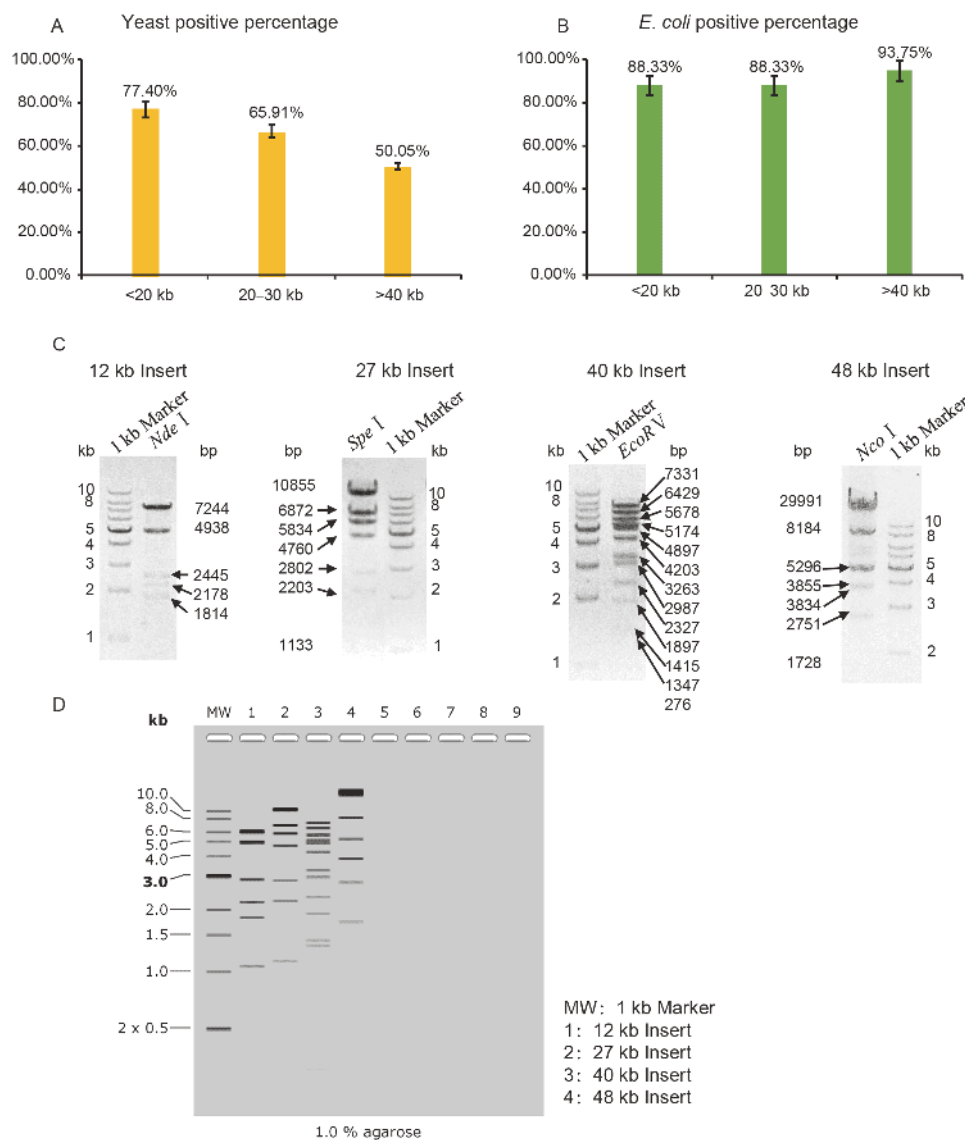 A Yeast positive percentage
100.00%
80.00%
60.00%
40.00%
20.00%
0.00%
77.40%
65.91%
50.05%
<20 kb
20–30 kb
>40 kb
B E. coli positive percentage
100.00%
80.00%
60.00%
40.00%
20.00%
0.00%
88.33%
88.33%
93.75%
<20 kb
20 30 kb
>40 kb
C
12 kb Insert
1 kb Marker
Nde I
kb
10
8
5
4
3
2
1
bp
7244
4938
2445
2178
1814
27 kb Insert
Spe I
1 kb Marker
bp
10855
6872
5834
4760
2802
2203
1133
kb
10
8
5
4
3
2
1
40 kb Insert
1 kb Marker
EcoR V
kb
10
8
5
4
3
2
1
bp
7331
6429
5678
5174
4897
4203
3263
2987
2327
1897
1415
1347
276
48 kb Insert
Nco I
1 kb Marker
bp
29991
8184
5296
3855
3834
2751
1728
kb
10
8
5
4
3
2
D
kb
MW 1 2 3 4 5 6 7 8 9
10.0
8.0
6.0
5.0
4.0
3.0
2.0
1.5
1.0
2 x 0.5
1.0 % agarose
MW: 1 kb Marker
1: 12 kb Insert
2: 27 kb Insert
3: 40 kb Insert
4: 48 kb Insert